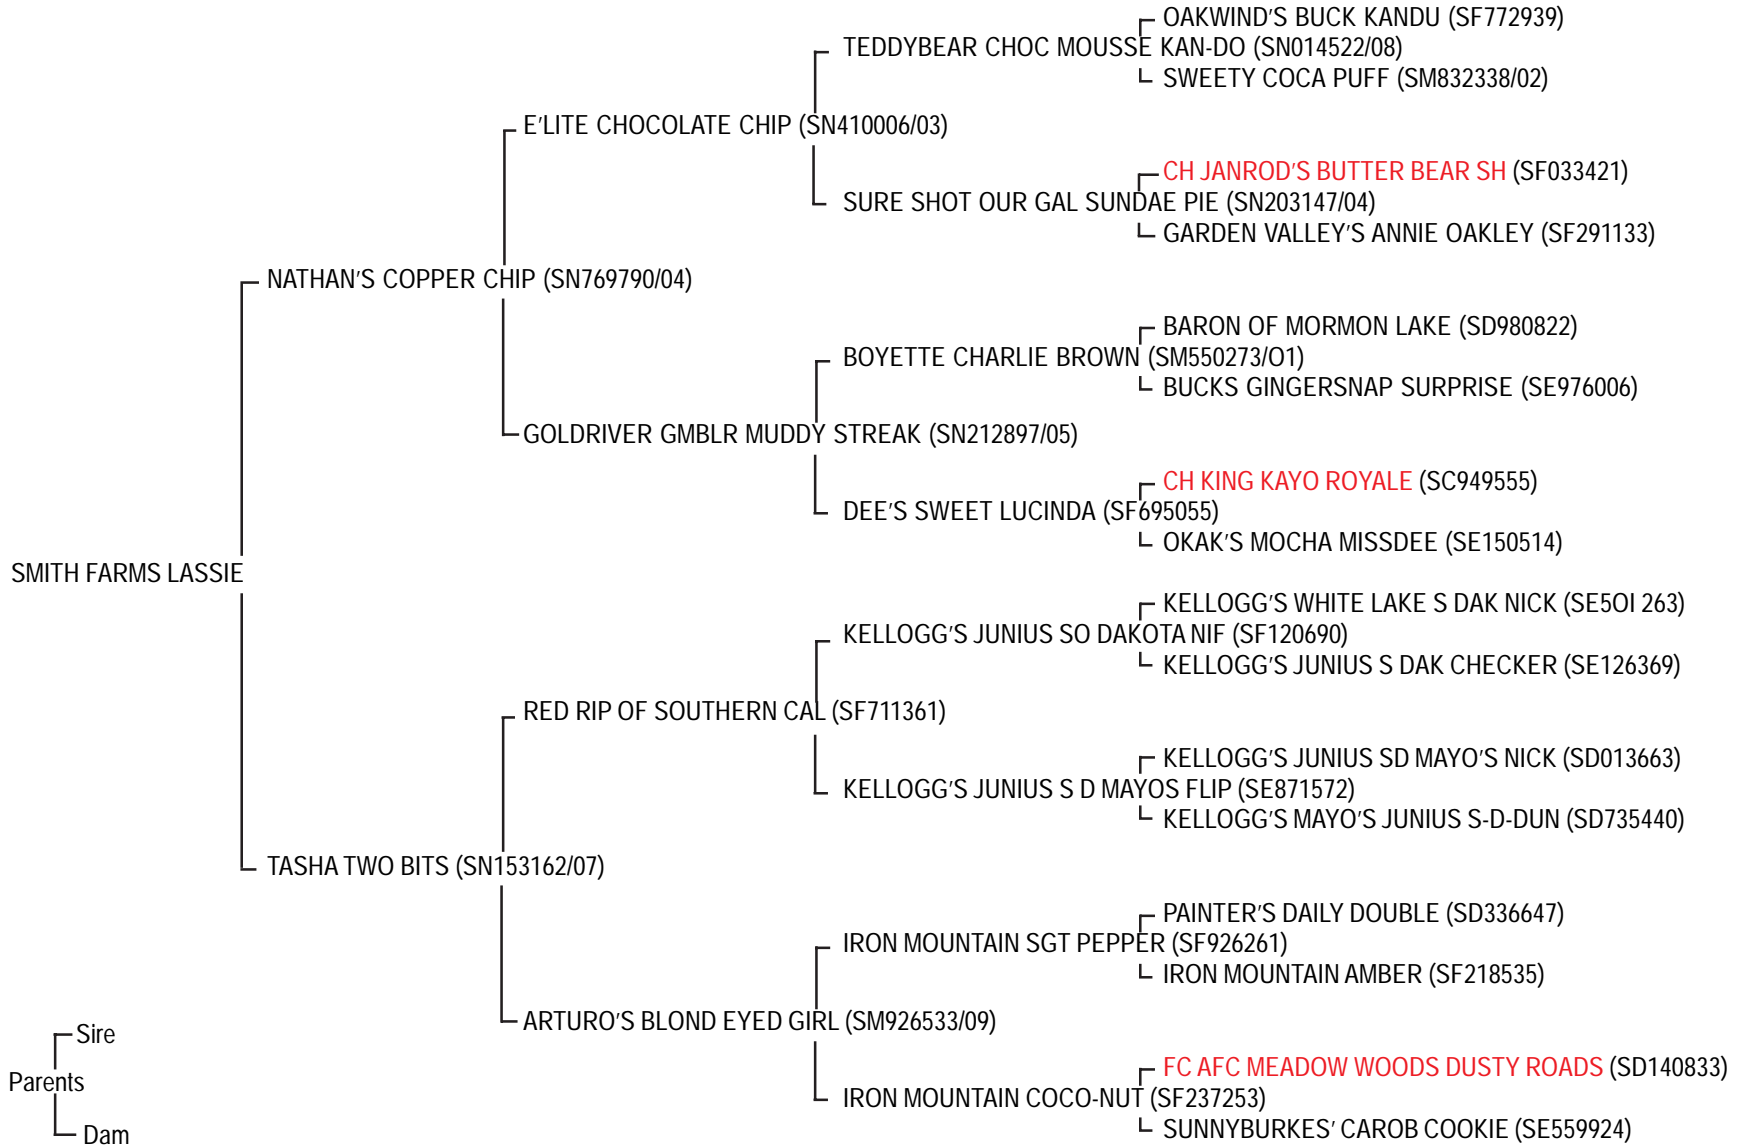 OAKWIND'S BUCK KANDU (SF772939)
TEDDYBEAR CHOC MOUSSE KAN-DO (SN014522/08)
SWEETY COCA PUFF (SM832338/02)
E'LITE CHOCOLATE CHIP (SN410006/03)
CH JANROD'S BUTTER BEAR SH (SF033421)
SURE SHOT OUR GAL SUNDAE PIE (SN203147/04)
GARDEN VALLEY'S ANNIE OAKLEY (SF291133)
NATHAN'S COPPER CHIP (SN769790/04)
BARON OF MORMON LAKE (SD980822)
BOYETTE CHARLIE BROWN (SM550273/O1)
BUCKS GINGERSNAP SURPRISE (SE976006)
GOLDRIVER GMBLR MUDDY STREAK (SN212897/05)
CH KING KAYO ROYALE (SC949555)
DEE'S SWEET LUCINDA (SF695055)
OKAK'S MOCHA MISSDEE (SE150514)
SMITH FARMS LASSIE
KELLOGG'S WHITE LAKE S DAK NICK (SE5OI 263)
KELLOGG'S JUNIUS SO DAKOTA NIF (SF120690)
KELLOGG'S JUNIUS S DAK CHECKER (SE126369)
RED RIP OF SOUTHERN CAL (SF711361)
KELLOGG'S JUNIUS SD MAYO'S NICK (SD013663)
KELLOGG'S JUNIUS S D MAYOS FLIP (SE871572)
KELLOGG'S MAYO'S JUNIUS S-D-DUN (SD735440)
TASHA TWO BITS (SN153162/07)
PAINTER'S DAILY DOUBLE (SD336647)
IRON MOUNTAIN SGT PEPPER (SF926261)
IRON MOUNTAIN AMBER (SF218535)
ARTURO'S BLOND EYED GIRL (SM926533/09)
FC AFC MEADOW WOODS DUSTY ROADS (SD140833)
IRON MOUNTAIN COCO-NUT (SF237253)
SUNNYBURKES' CAROB COOKIE (SE559924)
Sire
Parents
Dam